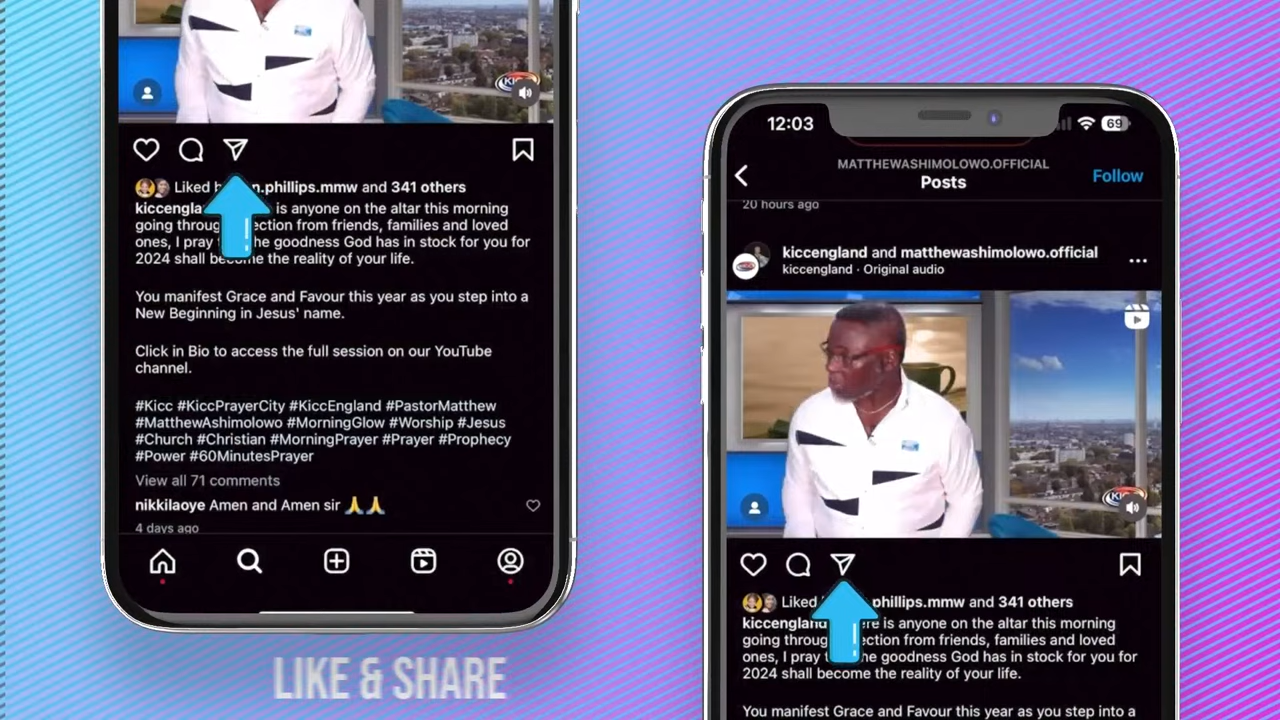 Liked b n.phillips.mmw and 341 others
kiccengla is anyone on the altar this morning
going throug ection from friends, families and loved
ones, I pray t he goodness God has in stock for you for
2024 shall become the reality of your life.
You manifest Grace and Favour this year as you step into a
New Beginning in Jesus' name.
Click in Bio to access the full session on our YouTube
channel.
#Kicc #KiccPrayerCity #KiccEngland #PastorMatthew
#MatthewAshimolowo #MorningGlow #Worship #Jesus
#Church #Christian #MorningPrayer #Prayer #Prophecy
#Power #60MinutesPrayer
View all 71 comments
nikkilaoye Amen and Amen sir 🙏🙏
4 days ago
LIKE & SHARE
12:03
69
MATTHEWASHIMOLOWO.OFFICIAL
Posts
Follow
20 hours ago
kiccengland and matthewashimolowo.official
kiccengland · Original audio
Liked phillips.mmw and 341 others
kiccengland ere is anyone on the altar this morning
going throug ection from friends, families and loved
ones, I pray t he goodness God has in stock for you for
2024 shall become the reality of your life.
You manifest Grace and Favour this year as you step into a